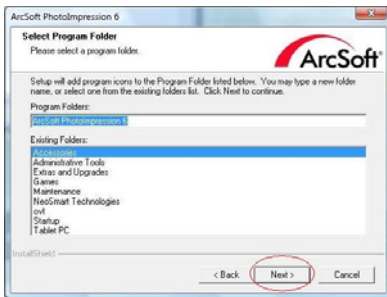 ArcSoft PhotoImpression 6
Select Program Folder
Please select a program folder.
ArcSoft
Setup will add program icons to the Program Folder listed below. You may type a new folder
name, or select one from the existing folders list. Click Next to continue.
Program Folders:
ArcSoft PhotoImpression 6
Existing Folders:
Accessories
Administrative Tools
Extras and Upgrades
Games
Maintenance
NeoSmart Technologies
ovt
Startup
Tablet PC
InstallShield
< Back
Next >
Cancel